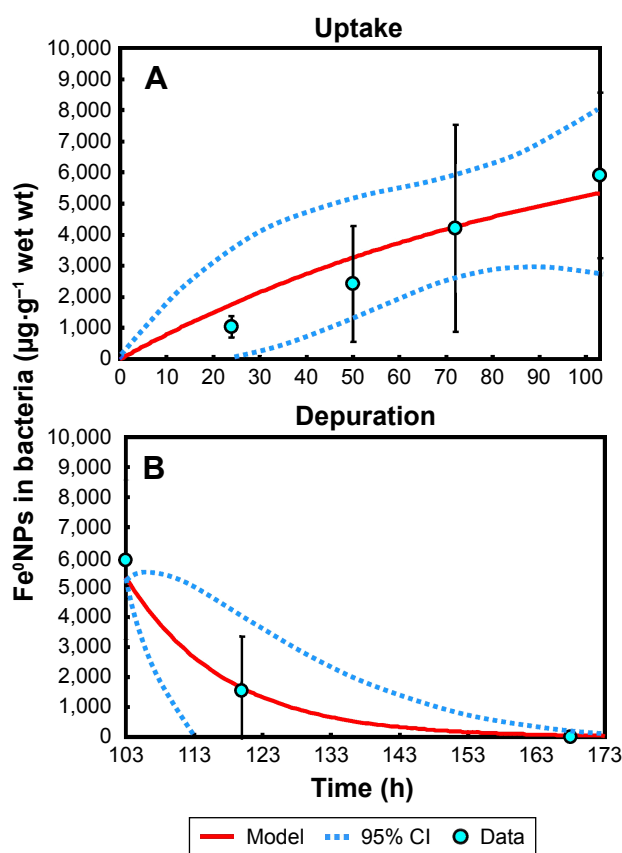 Uptake
A
10,000
9,000
8,000
7,000
6,000
5,000
4,000
3,000
2,000
1,000
0
0 10 20 30 40 50 60 70 80 90 100
Fe⁰NPs in bacteria (µg·g⁻¹ wet wt)
Depuration
B
10,000
9,000
8,000
7,000
6,000
5,000
4,000
3,000
2,000
1,000
0
103 113 123 133 143 153 163 173
Time (h)
Model 95% CI Data